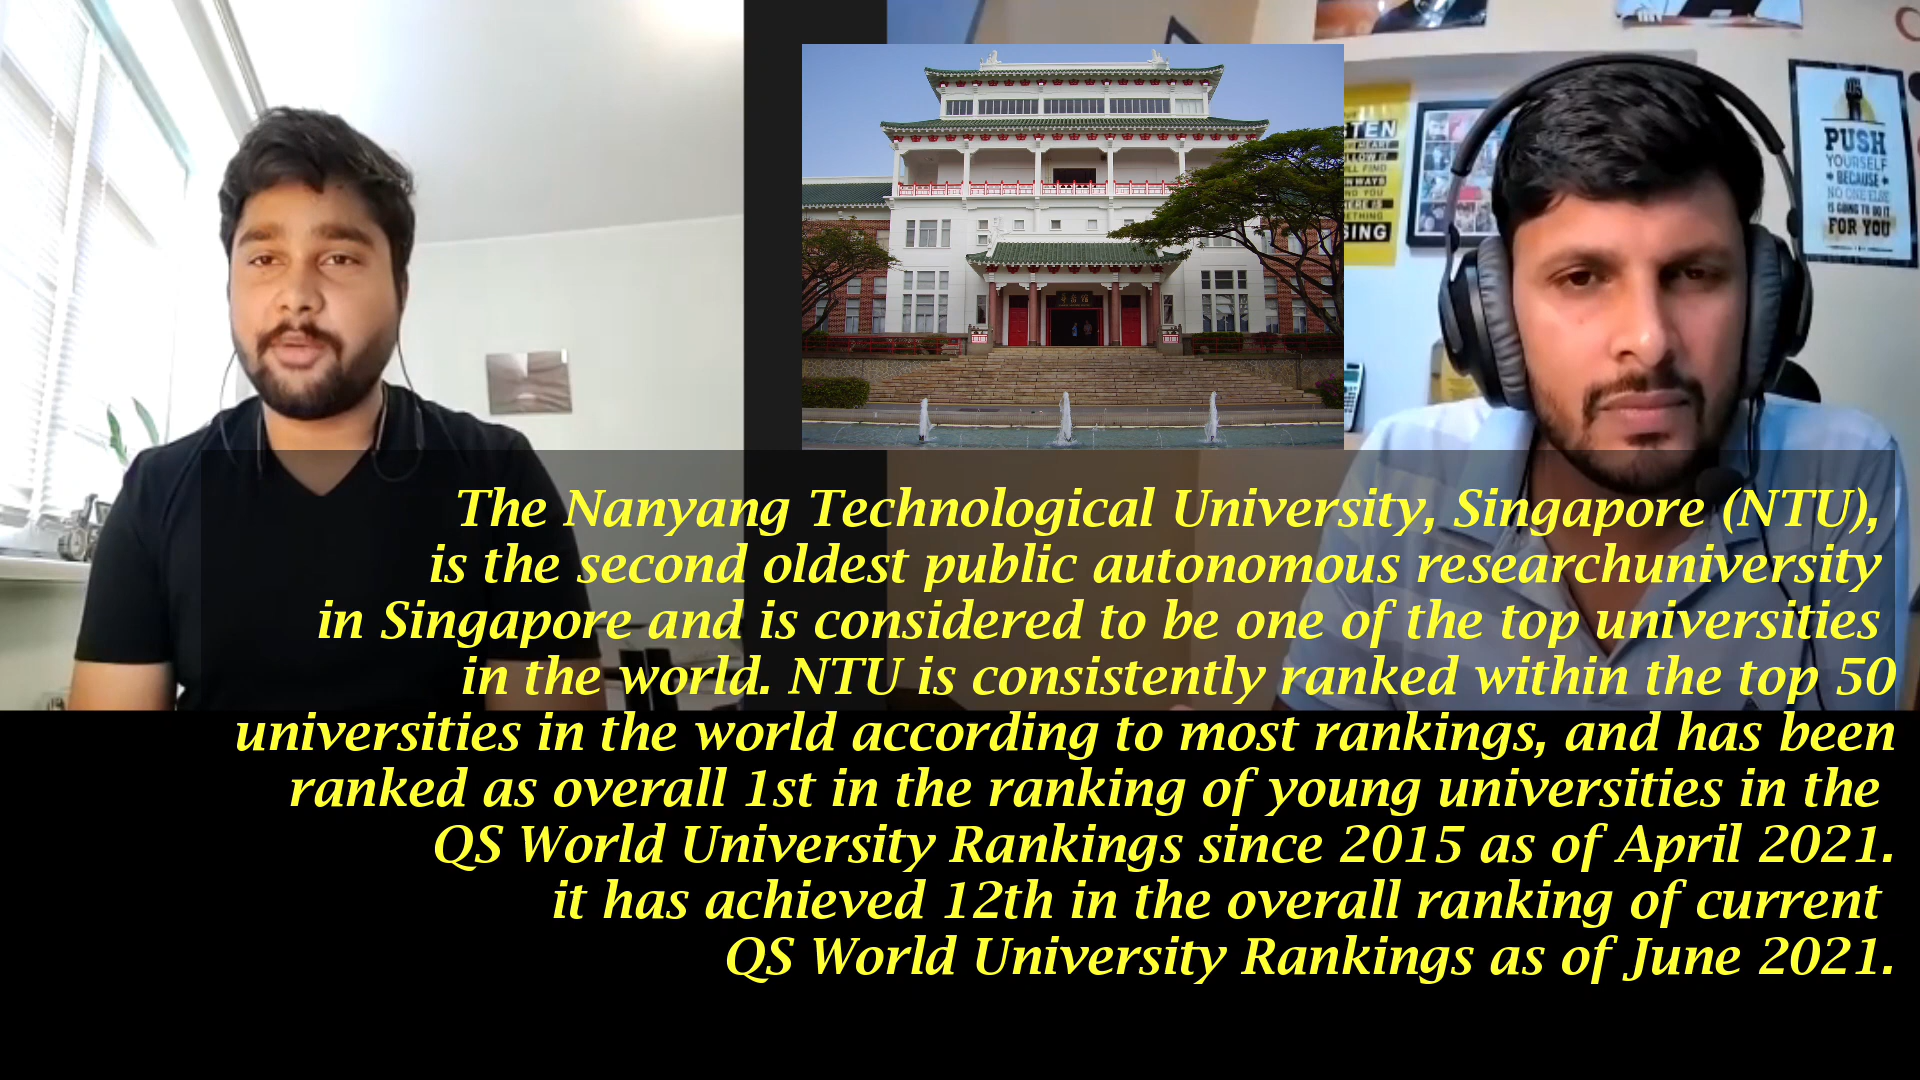 The Nanyang Technological University, Singapore (NTU),
is the second oldest public autonomous researchuniversity
in Singapore and is considered to be one of the top universities
in the world. NTU is consistently ranked within the top 50
universities in the world according to most rankings, and has been
ranked as overall 1st in the ranking of young universities in the
QS World University Rankings since 2015 as of April 2021.
it has achieved 12th in the overall ranking of current
QS World University Rankings as of June 2021.
PUSH
YOURSELF
BECAUSE
NO ONE ELSE
IS GOING TO DO IT
FOR YOU